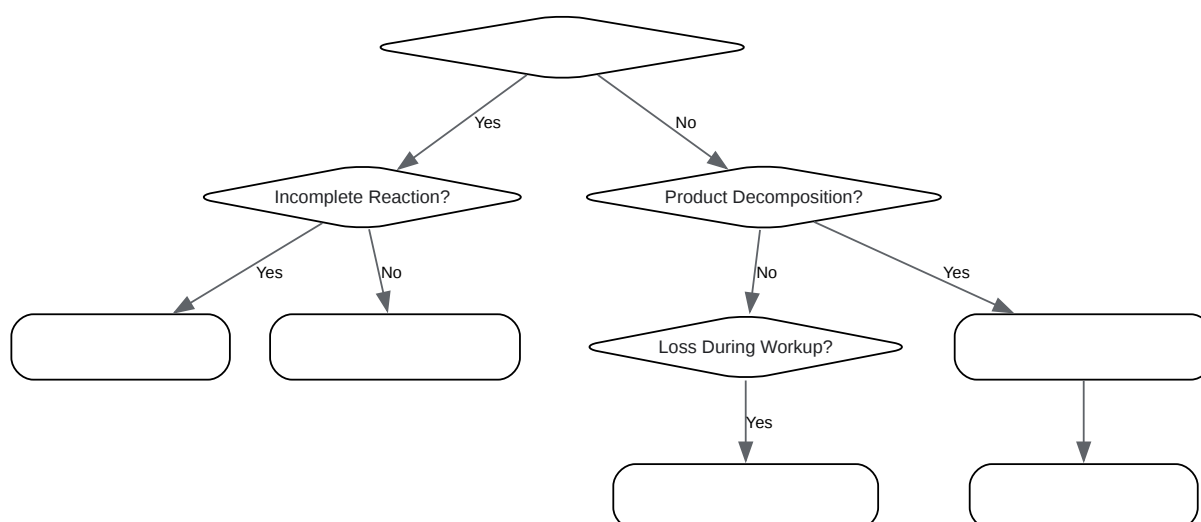 Yes
No
Incomplete Reaction?
Product Decomposition?
Yes
No
No
Yes
Loss During Workup?
Yes